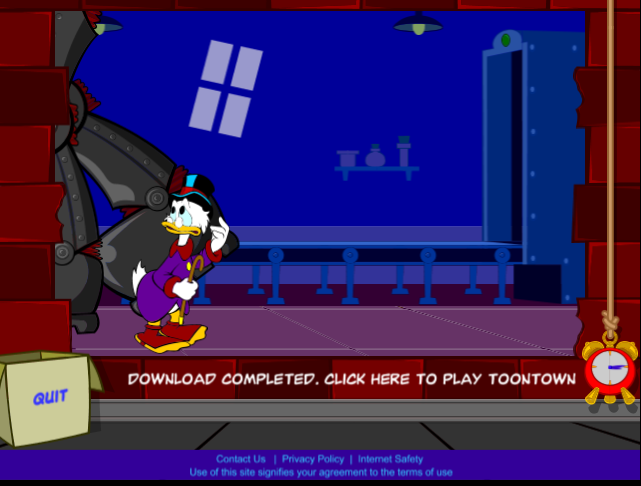 QUIT
DOWNLOAD COMPLETED. CLICK HERE TO PLAY TOONTOWN
Contact Us | Privacy Policy | Internet Safety
Use of this site signifies your agreement to the terms of use